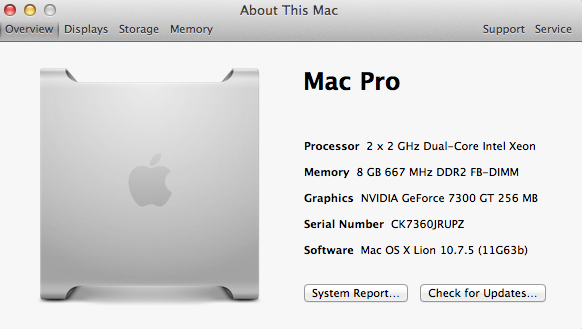 About This Mac
Overview Displays Storage Memory Support Service
Mac Pro
Processor 2 x 2 GHz Dual-Core Intel Xeon
Memory 8 GB 667 MHz DDR2 FB-DIMM
Graphics NVIDIA GeForce 7300 GT 256 MB
Serial Number CK7360JRUPZ
Software Mac OS X Lion 10.7.5 (11G63b)
System Report... Check for Updates...